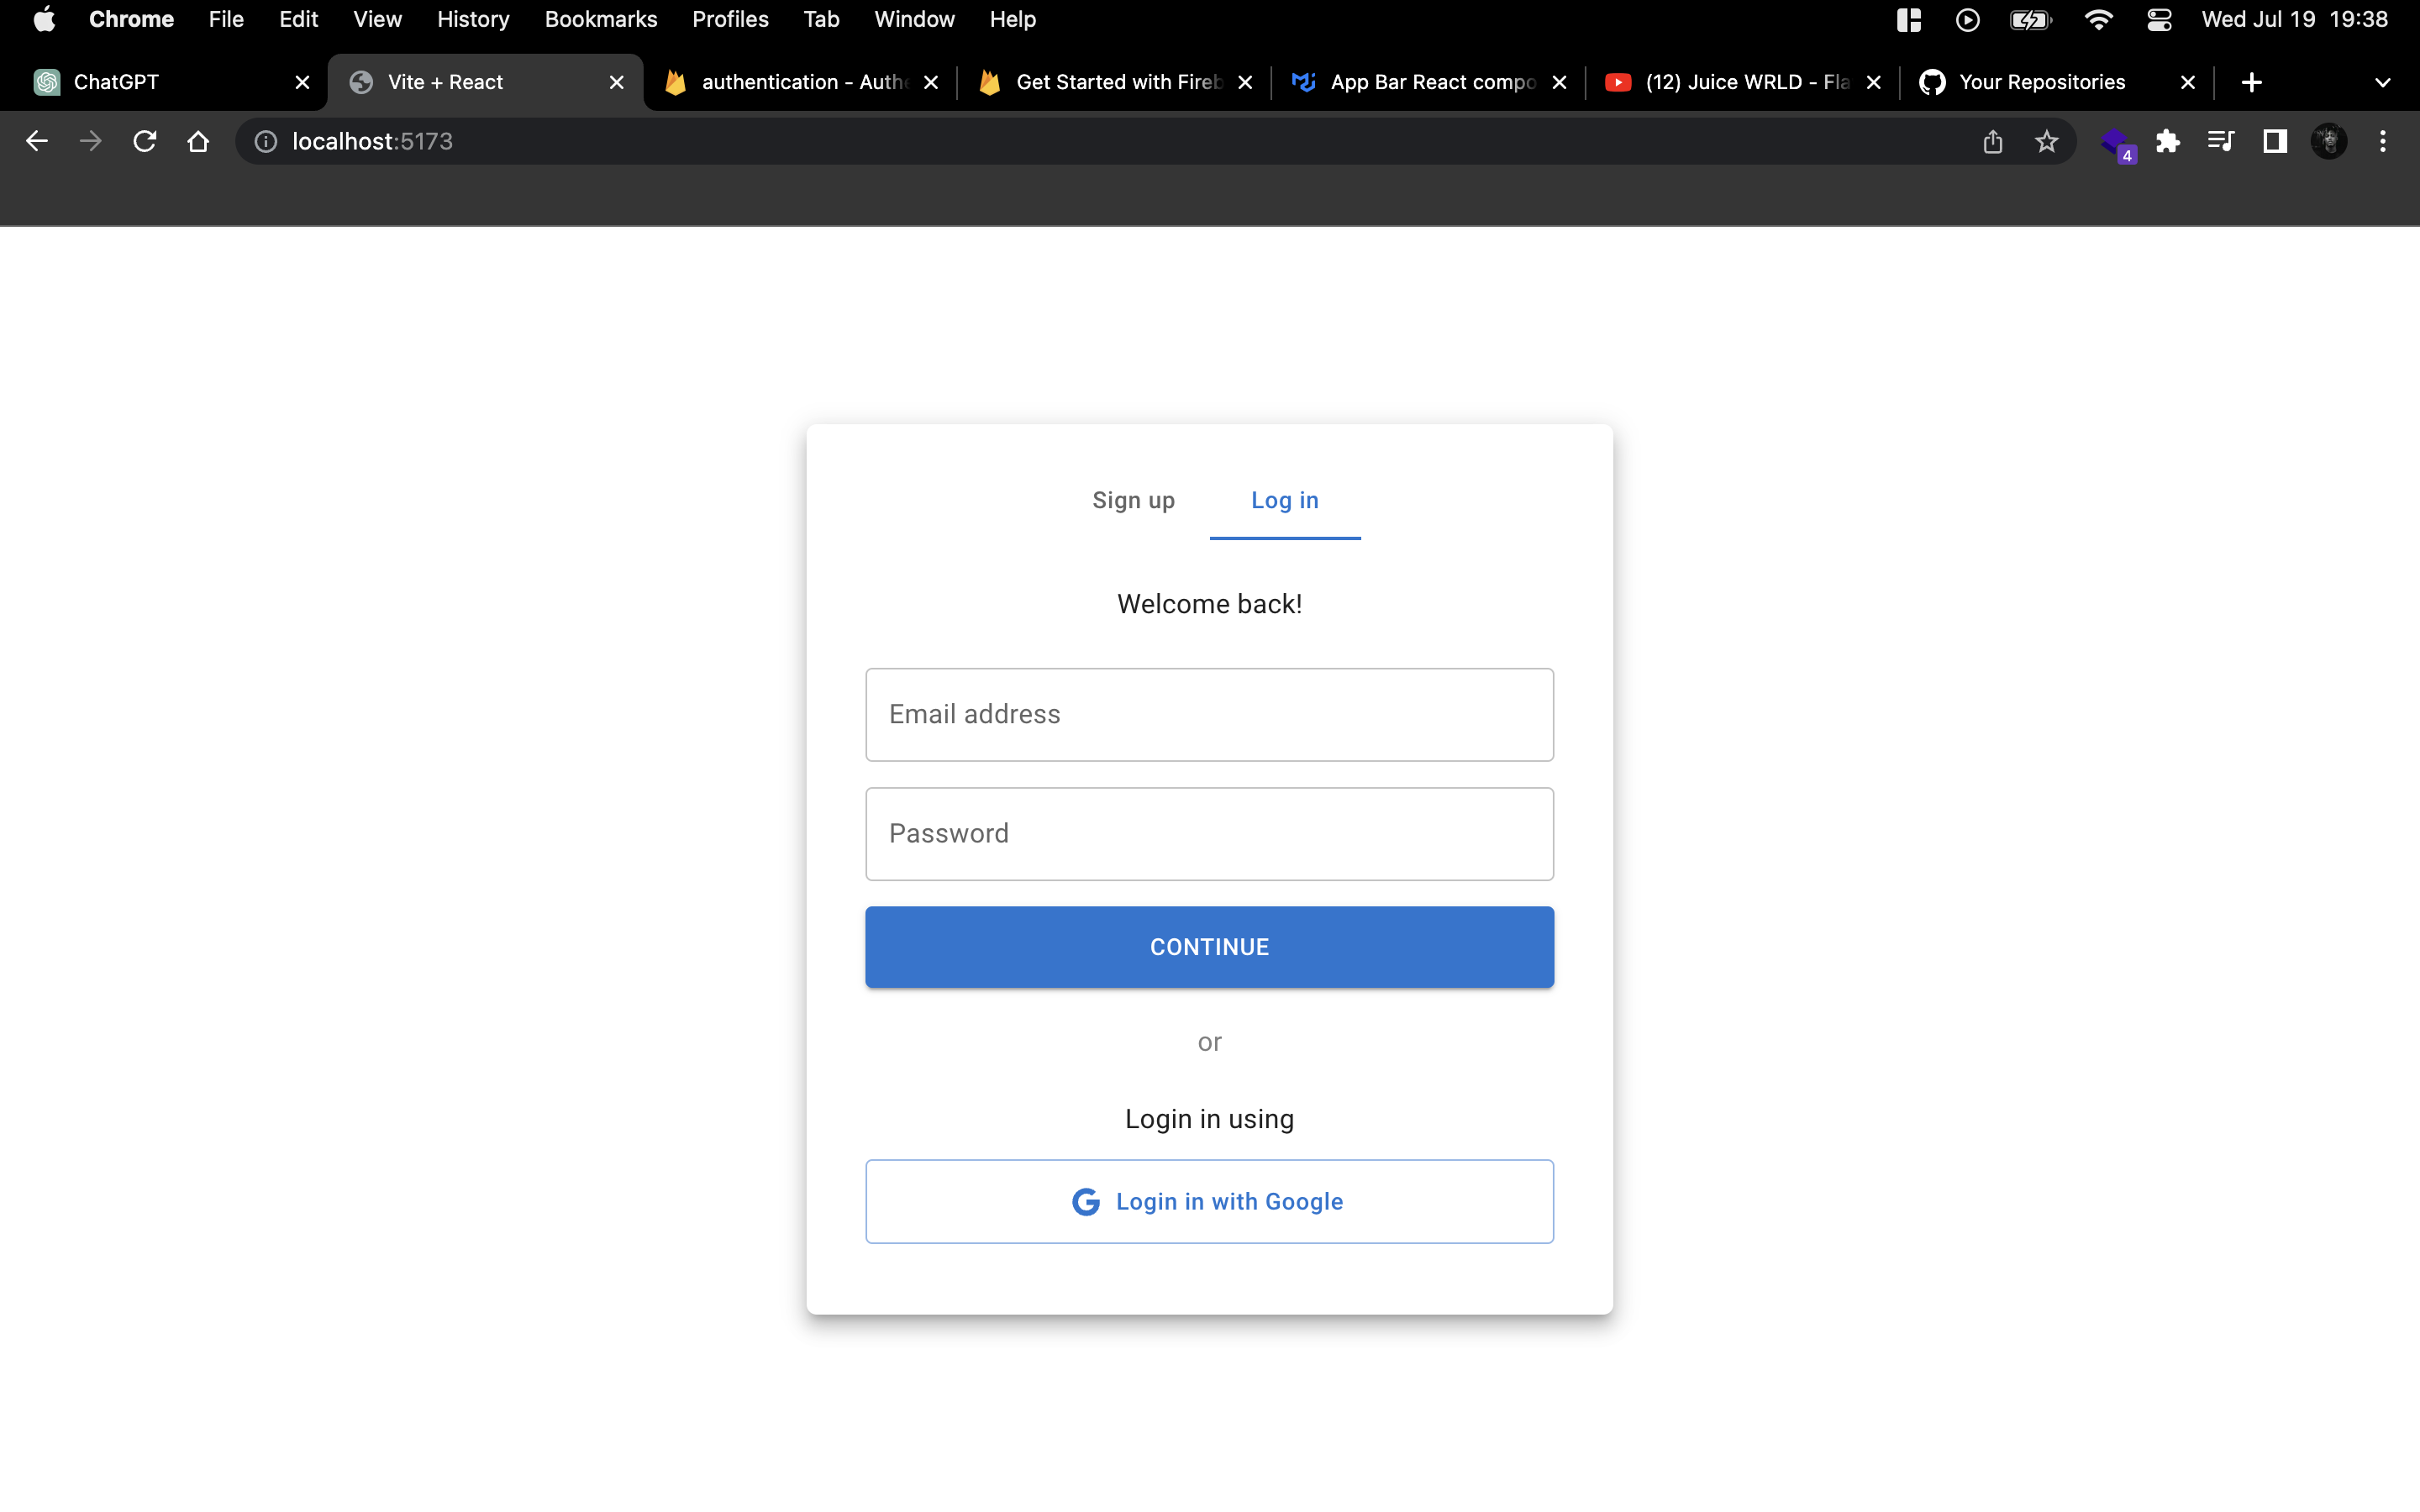 Chrome File Edit View History Bookmarks Profiles Tab Window Help Wed Jul 19 19:38
ChatGPT Vite + React authentication - Authe Get Started with Fireb App Bar React compo (12) Juice WRLD - Fla Your Repositories
localhost:5173 4
Sign up Log in
Welcome back!
Email address
Password
CONTINUE
or
Login in using
Login in with Google